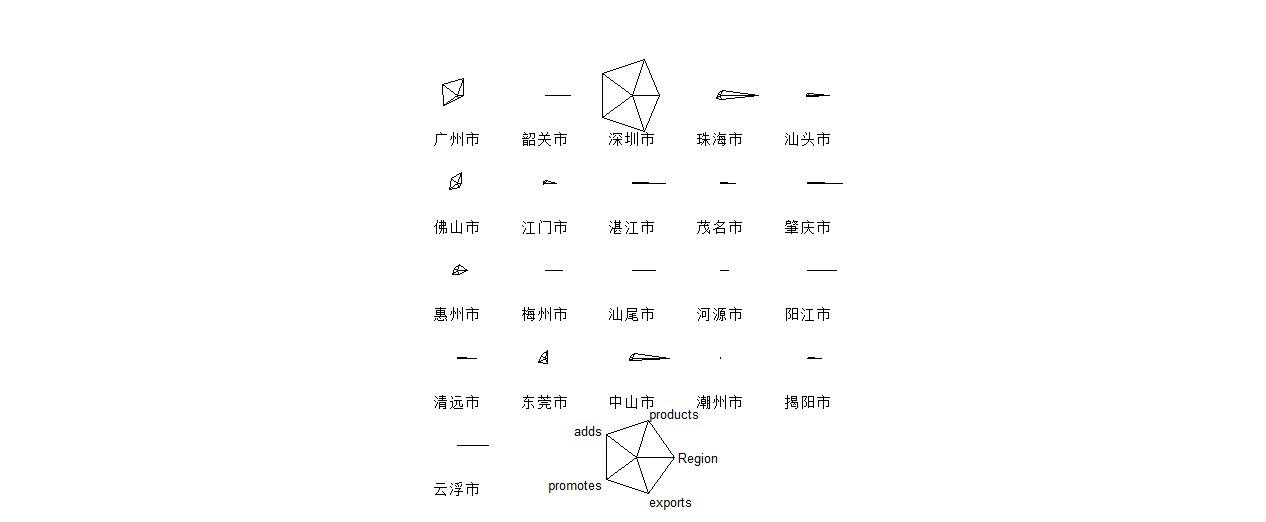 广州市 韶关市 深圳市 珠海市 汕头市
佛山市 江门市 湛江市 茂名市 肇庆市
惠州市 梅州市 汕尾市 河源市 阳江市
清远市 东莞市 中山市 潮州市 揭阳市
products
adds
Region
promotes
云浮市
exports